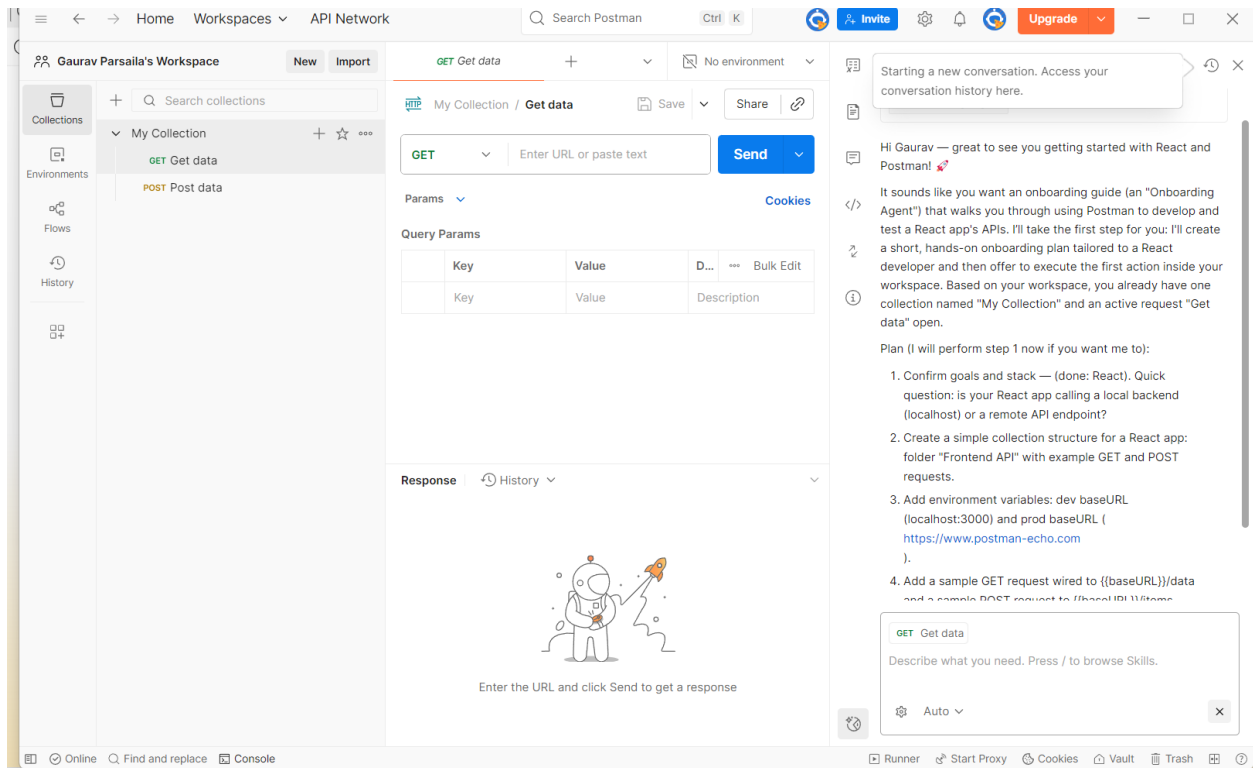 Home Workspaces API Network
Search Postman Ctrl K
Invite
Upgrade
Gaurav Parsaila's Workspace
New Import
GET Get data
No environment
Collections
Environments
Flows
History
Search collections
My Collection
GET Get data
POST Post data
HTTP My Collection / Get data
Save
Share
GET
Enter URL or paste text
Send
Params
Cookies
Query Params
Key Value D... Bulk Edit
Key Value Description
Response History
Enter the URL and click Send to get a response
Starting a new conversation. Access your
conversation history here.
Hi Gaurav — great to see you getting started with React and
Postman! 🚀
It sounds like you want an onboarding guide (an "Onboarding
Agent") that walks you through using Postman to develop and
test a React app's APIs. I'll take the first step for you: I'll create
a short, hands-on onboarding plan tailored to a React
developer and then offer to execute the first action inside your
workspace. Based on your workspace, you already have one
collection named "My Collection" and an active request "Get
data" open.
Plan (I will perform step 1 now if you want me to):
1. Confirm goals and stack — (done: React). Quick
question: is your React app calling a local backend
(localhost) or a remote API endpoint?
2. Create a simple collection structure for a React app:
folder "Frontend API" with example GET and POST
requests.
3. Add environment variables: dev baseURL
(localhost:3000) and prod baseURL (
https://www.postman-echo.com
).
4. Add a sample GET request wired to {{baseURL}}/data
and a sample POST request to {{baseURL}}/items
GET Get data
Describe what you need. Press / to browse Skills.
Auto
Online Find and replace Console
Runner Start Proxy Cookies Vault Trash